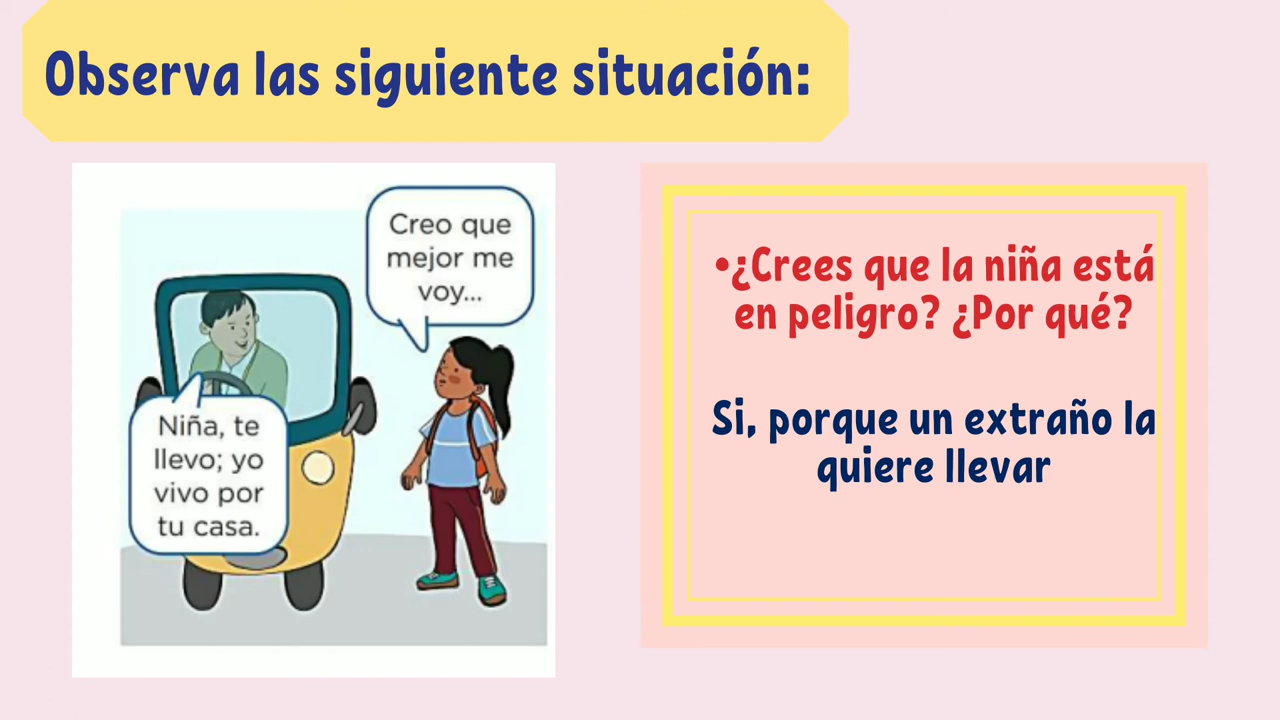 Observa las siguiente situación:
Creo que
mejor me
voy...
Niña, te
llevo; yo
vivo por
tu casa.
•¿Crees que la niña está
en peligro? ¿Por qué?
Si, porque un extraño la
quiere llevar